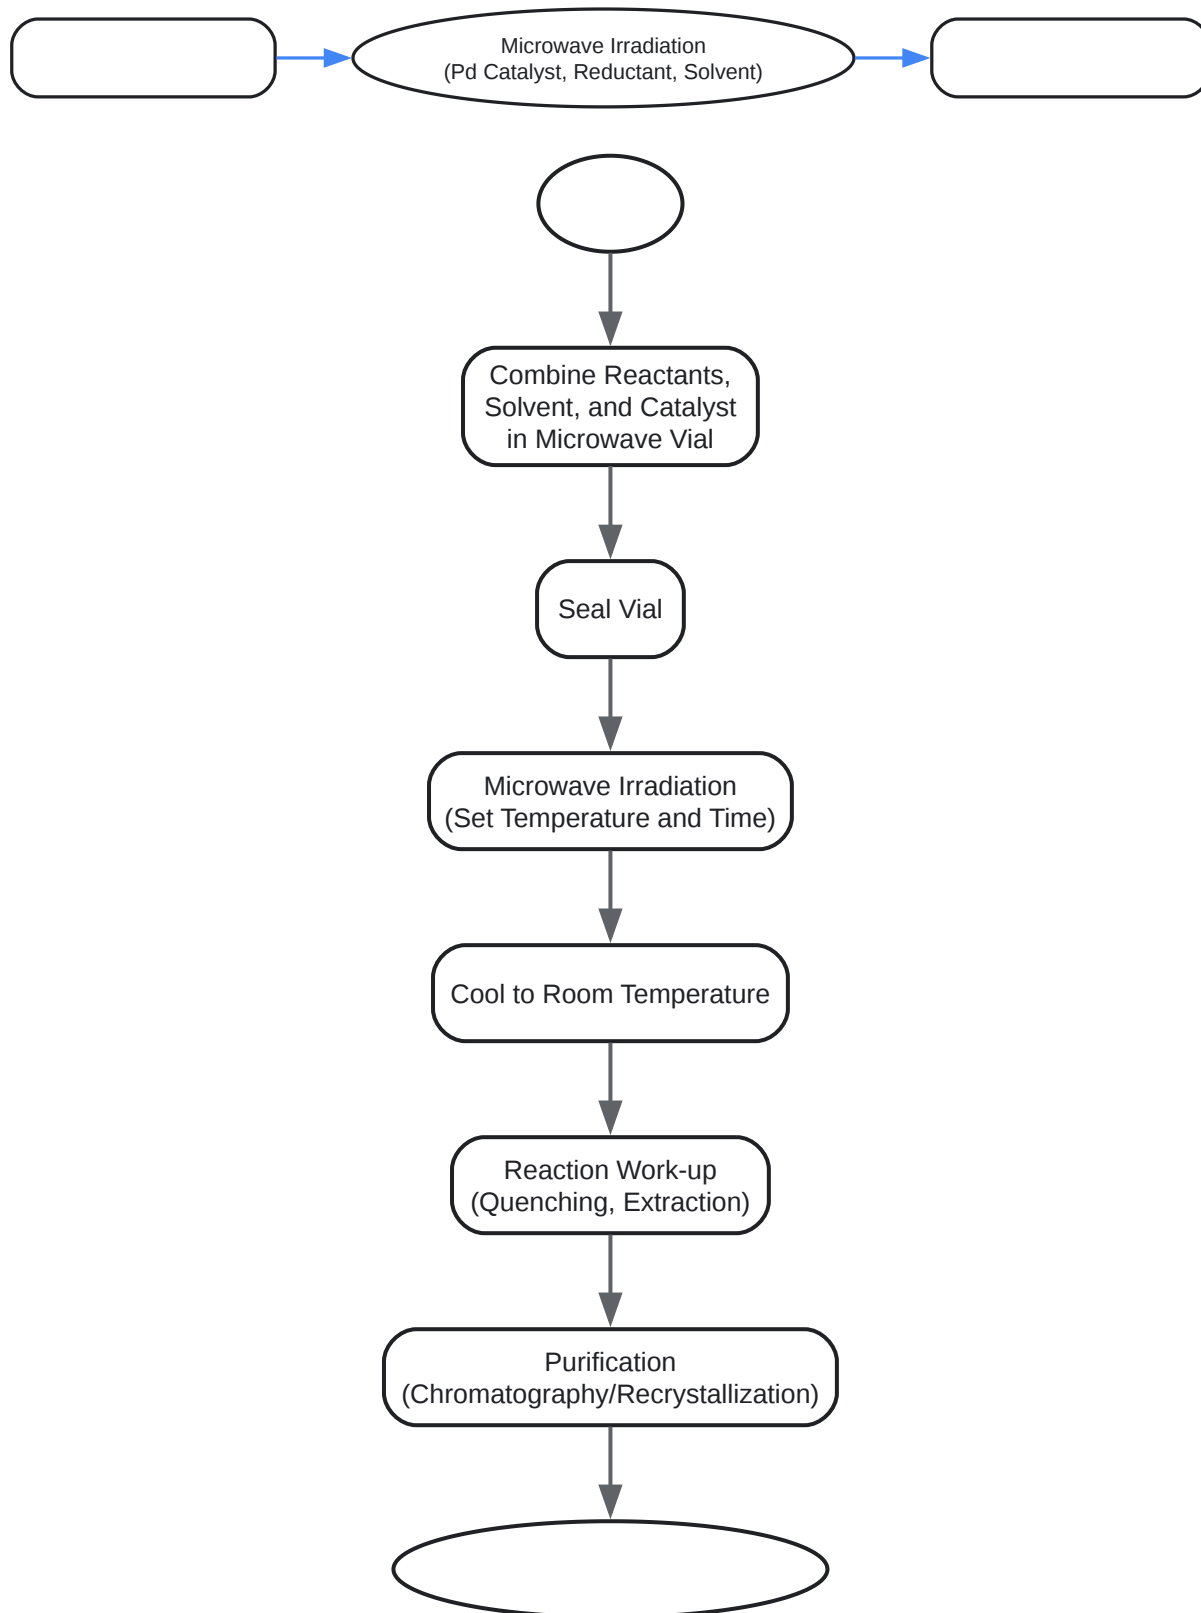 Microwave Irradiation
(Pd Catalyst, Reductant, Solvent)
Combine Reactants,
Solvent, and Catalyst
in Microwave Vial
Seal Vial
Microwave Irradiation
(Set Temperature and Time)
Cool to Room Temperature
Reaction Work-up
(Quenching, Extraction)
Purification
(Chromatography/Recrystallization)